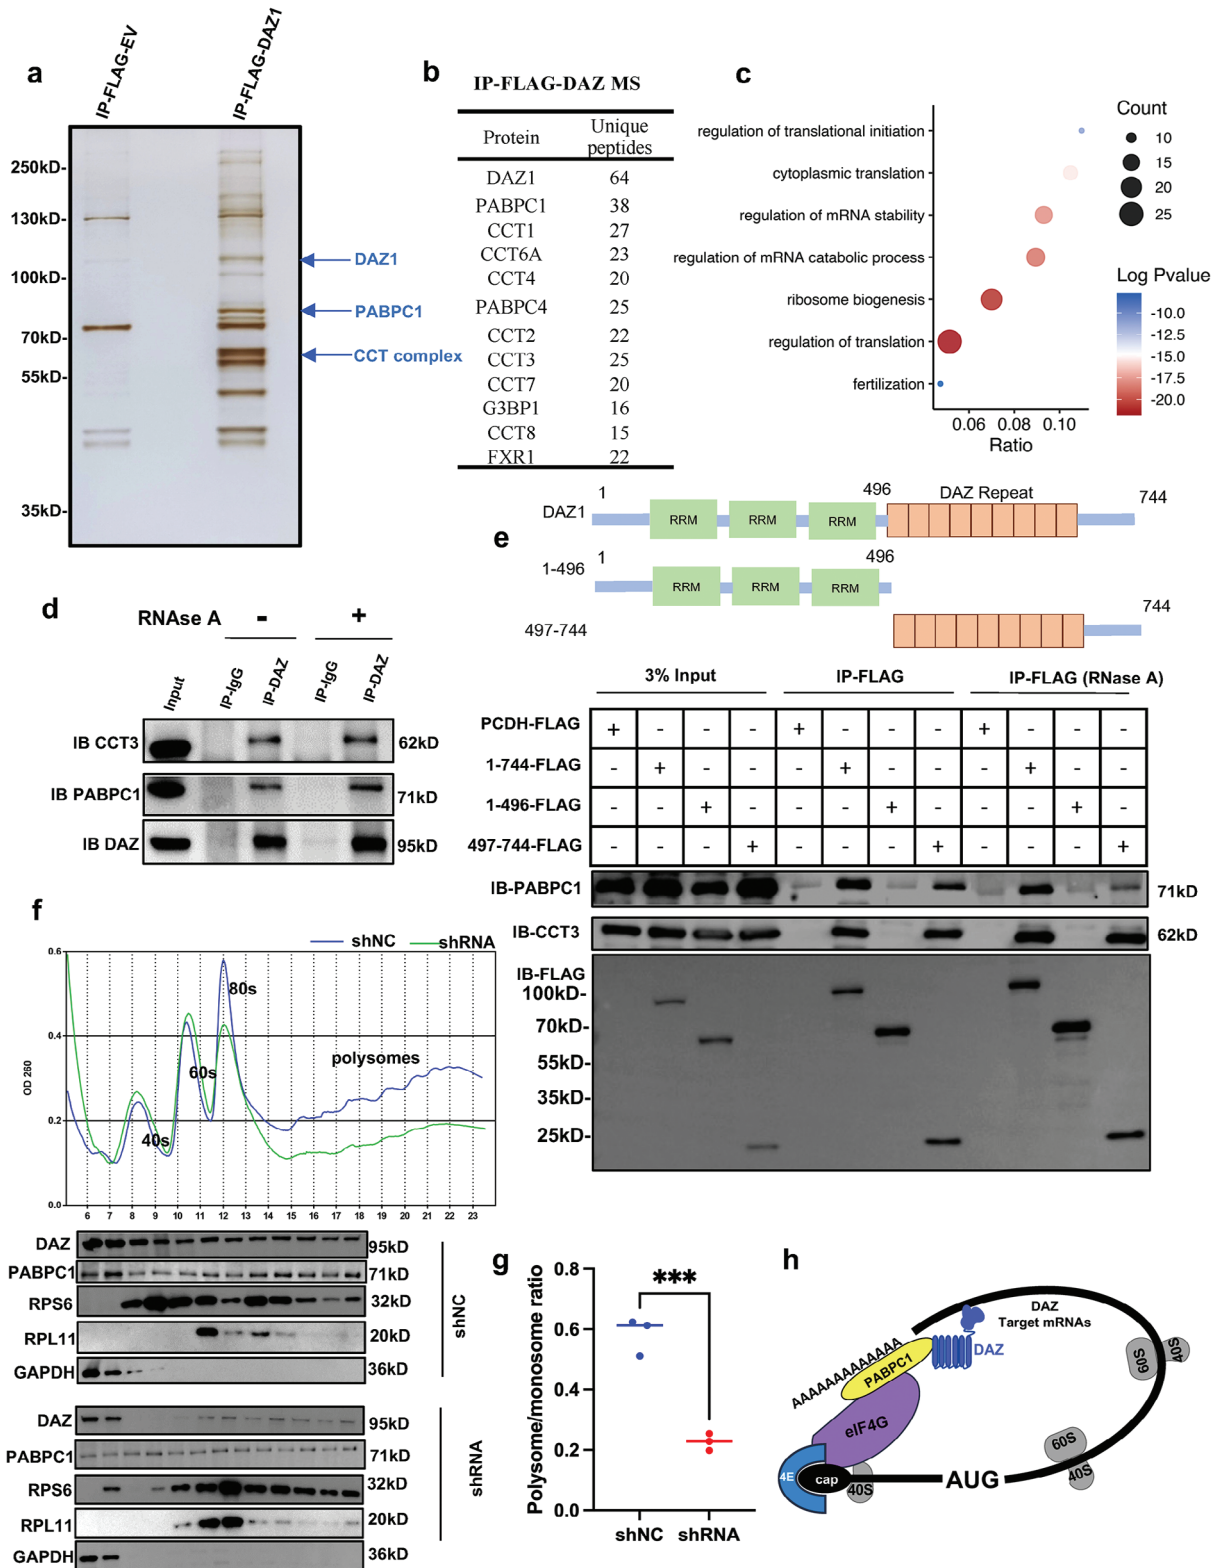 a
IP-FLAG-EV
IP-FLAG-DAZ1
250kD-
130kD-
100kD-
70kD-
55kD-
35kD-
DAZ1
PABPC1
CCT complex
b
IP-FLAG-DAZ MS
Protein Unique peptides
DAZ1 64
PABPC1 38
CCT1 27
CCT6A 23
CCT4 20
PABPC4 25
CCT2 22
CCT3 25
CCT7 20
G3BP1 16
CCT8 15
FXR1 22
c
regulation of translational initiation
cytoplasmic translation
regulation of mRNA stability
regulation of mRNA catabolic process
ribosome biogenesis
regulation of translation
fertilization
0.06 0.08 0.10
Ratio
Count
10
15
20
25
Log Pvalue
-10.0
-12.5
-15.0
-17.5
-20.0
d
RNAse A - +
Input IP-IgG IP-DAZ IP-IgG IP-DAZ
IB CCT3 62kD
IB PABPC1 71kD
IB DAZ 95kD
e
1 496 DAZ Repeat 744
DAZ1 RRM RRM RRM
1 496
1-496 RRM RRM RRM
744
497-744
3% Input IP-FLAG IP-FLAG (RNase A)
PCDH-FLAG + - - - + - - - + - - -
1-744-FLAG - + - - - + - - - + - -
1-496-FLAG - - + - - - + - - - + -
497-744-FLAG - - - + - - - + - - - +
IB-PABPC1 71kD
IB-CCT3 62kD
IB-FLAG
100kD-
70kD-
55kD-
35kD-
25kD-
f
shNC shRNA
0.6
0.4
0.2
0.0
OD 260
40s
60s
80s
polysomes
6 7 8 9 10 11 12 13 14 15 16 17 18 19 20 21 22 23
DAZ 95kD
PABPC1 71kD
RPS6 32kD
RPL11 20kD
GAPDH 36kD
shNC
DAZ 95kD
PABPC1 71kD
RPS6 32kD
RPL11 20kD
GAPDH 36kD
shRNA
g
Polysome/monosome ratio
0.8
0.6
0.4
0.2
0.0
***
shNC shRNA
h
DAZ
Target mRNAs
DAZ
AAAAAAAAAAAAA
PABPC1
eIF4G
4E
cap
40S
AUG
60S
40S
60S
40S